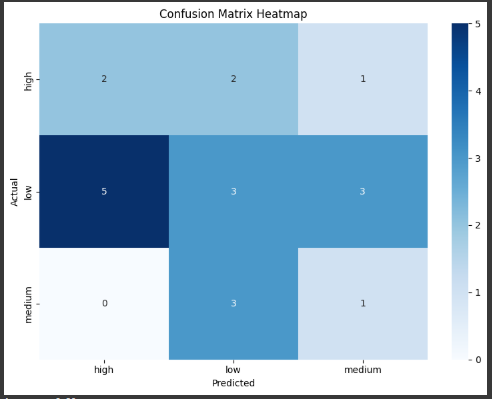 Confusion Matrix Heatmap
5
high 2 2 1
4
3
Actual
low 5 3 3
2
1
medium 0 3 1
0
high low medium
Predicted